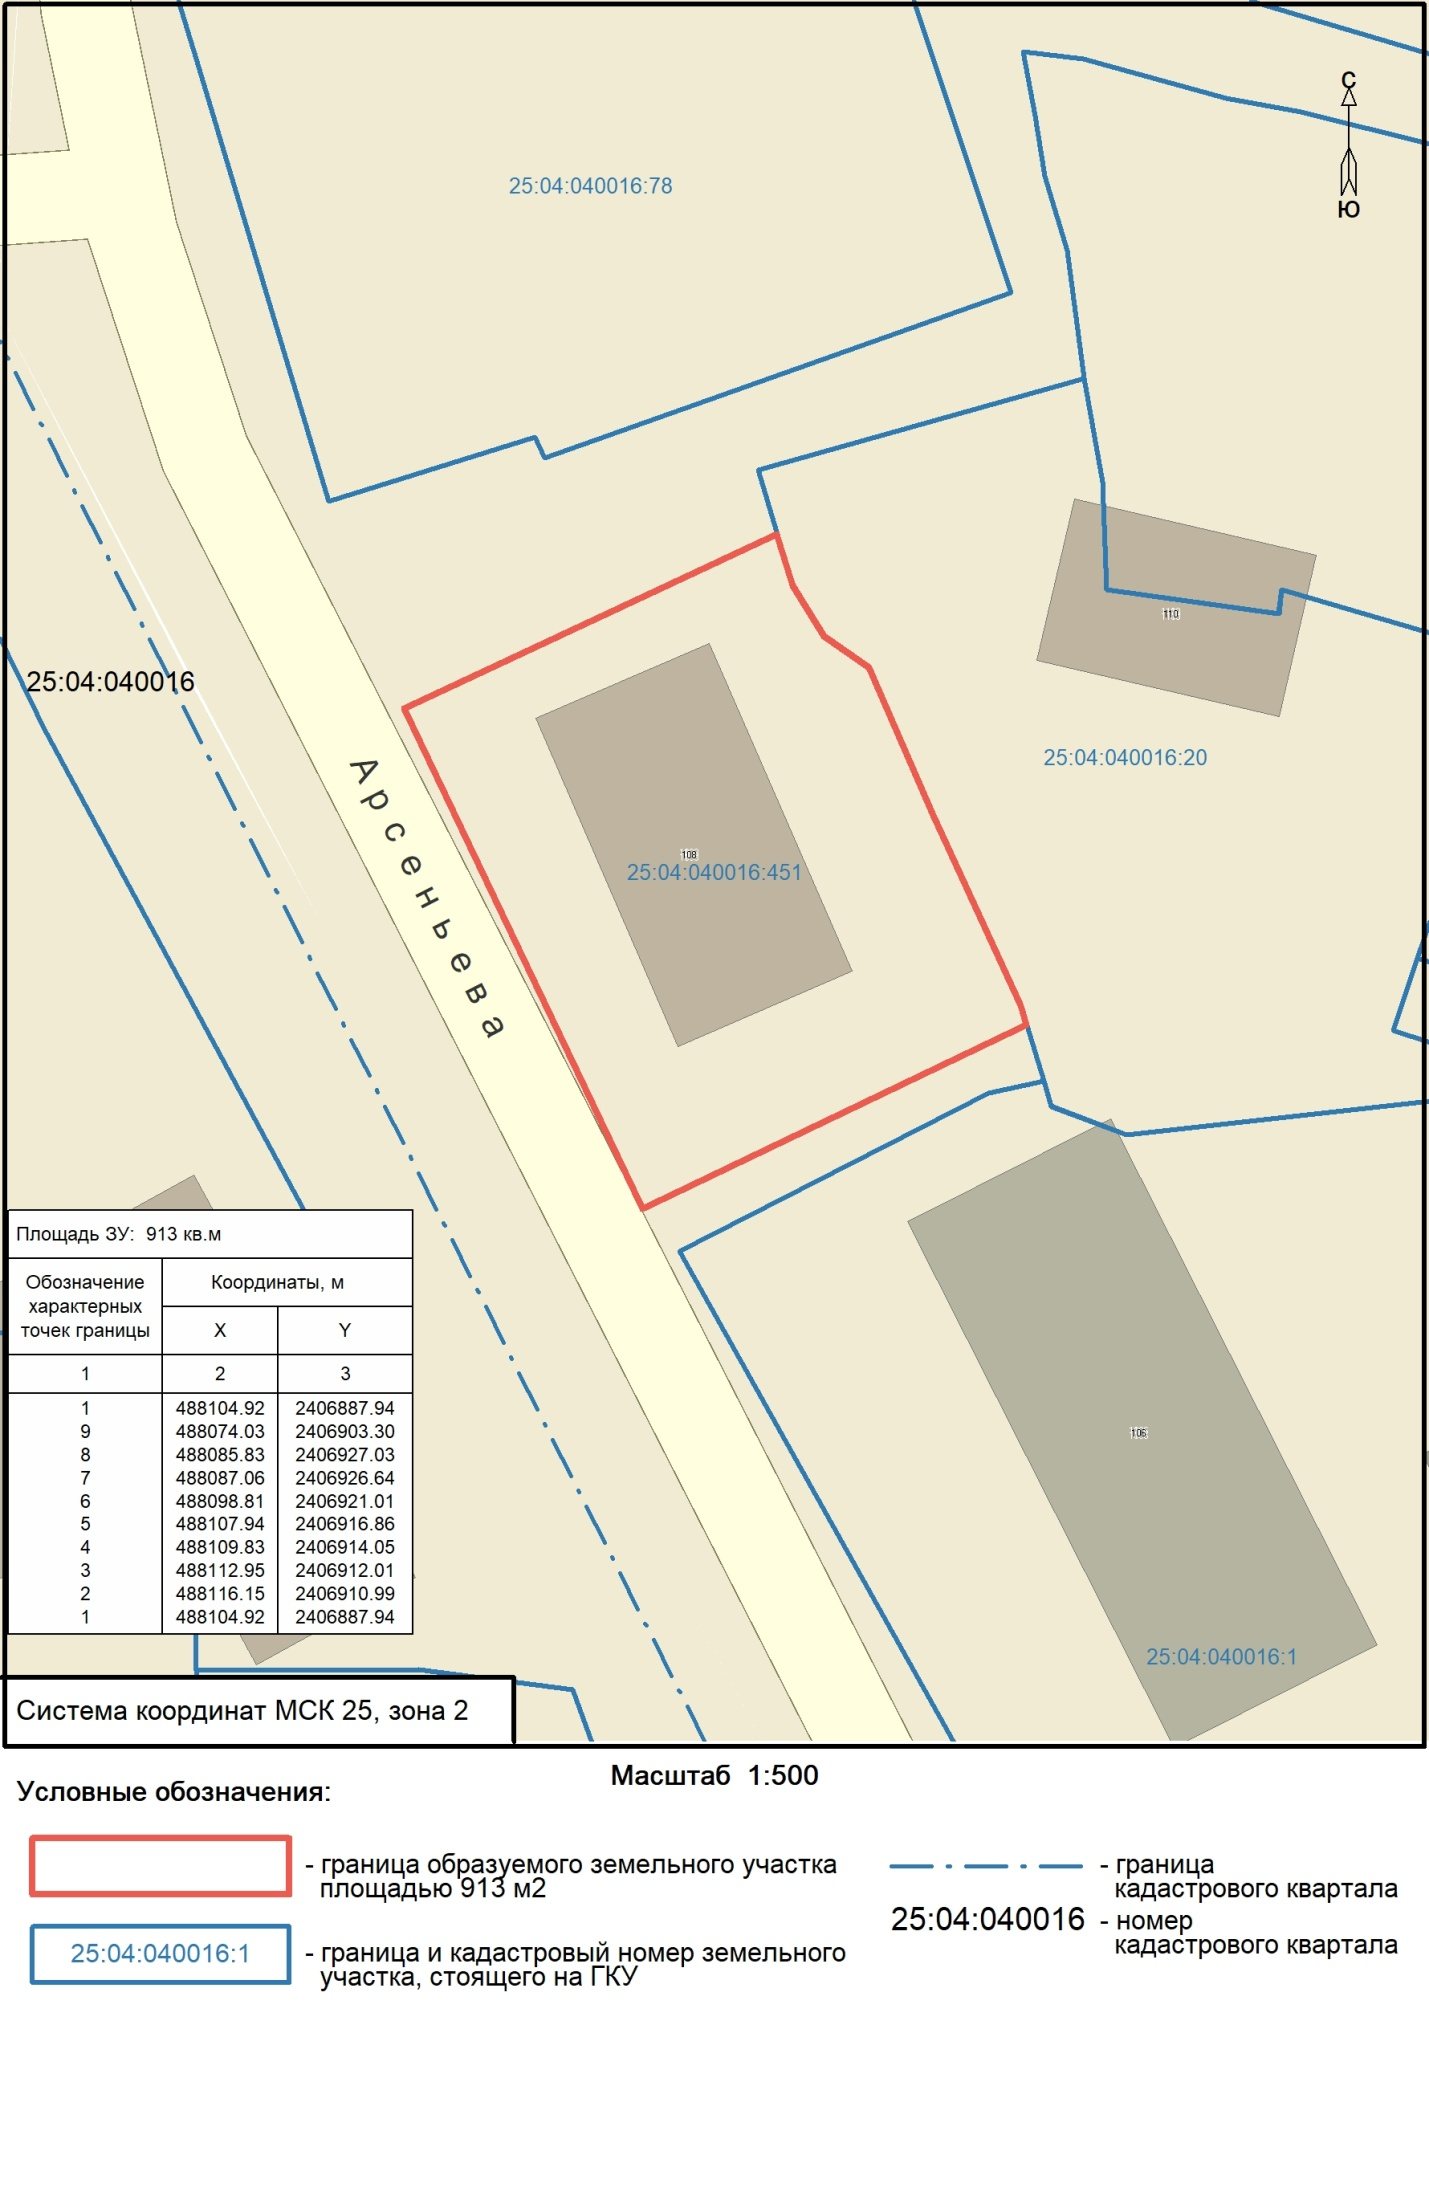 С
Ю
25:04:040016:78
110
25:04:040016
25:04:040016:20
Арсеньева
108
25:04:040016:451
Площадь ЗУ: 913 кв.м
Обозначение характерных точек границы
Координаты, м
X Y
1 2 3
1 488104.92 2406887.94
9 488074.03 2406903.30
8 488085.83 2406927.03
7 488087.06 2406926.64
6 488098.81 2406921.01
5 488107.94 2406916.86
4 488109.83 2406914.05
3 488112.95 2406912.01
2 488116.15 2406910.99
1 488104.92 2406887.94
106
25:04:040016:1
Система координат МСК 25, зона 2
Масштаб 1:500
Условные обозначения:
- граница образуемого земельного участка
площадью 913 м2
25:04:040016:1
- граница и кадастровый номер земельного
участка, стоящего на ГКУ
- граница
кадастрового квартала
25:04:040016 - номер
кадастрового квартала